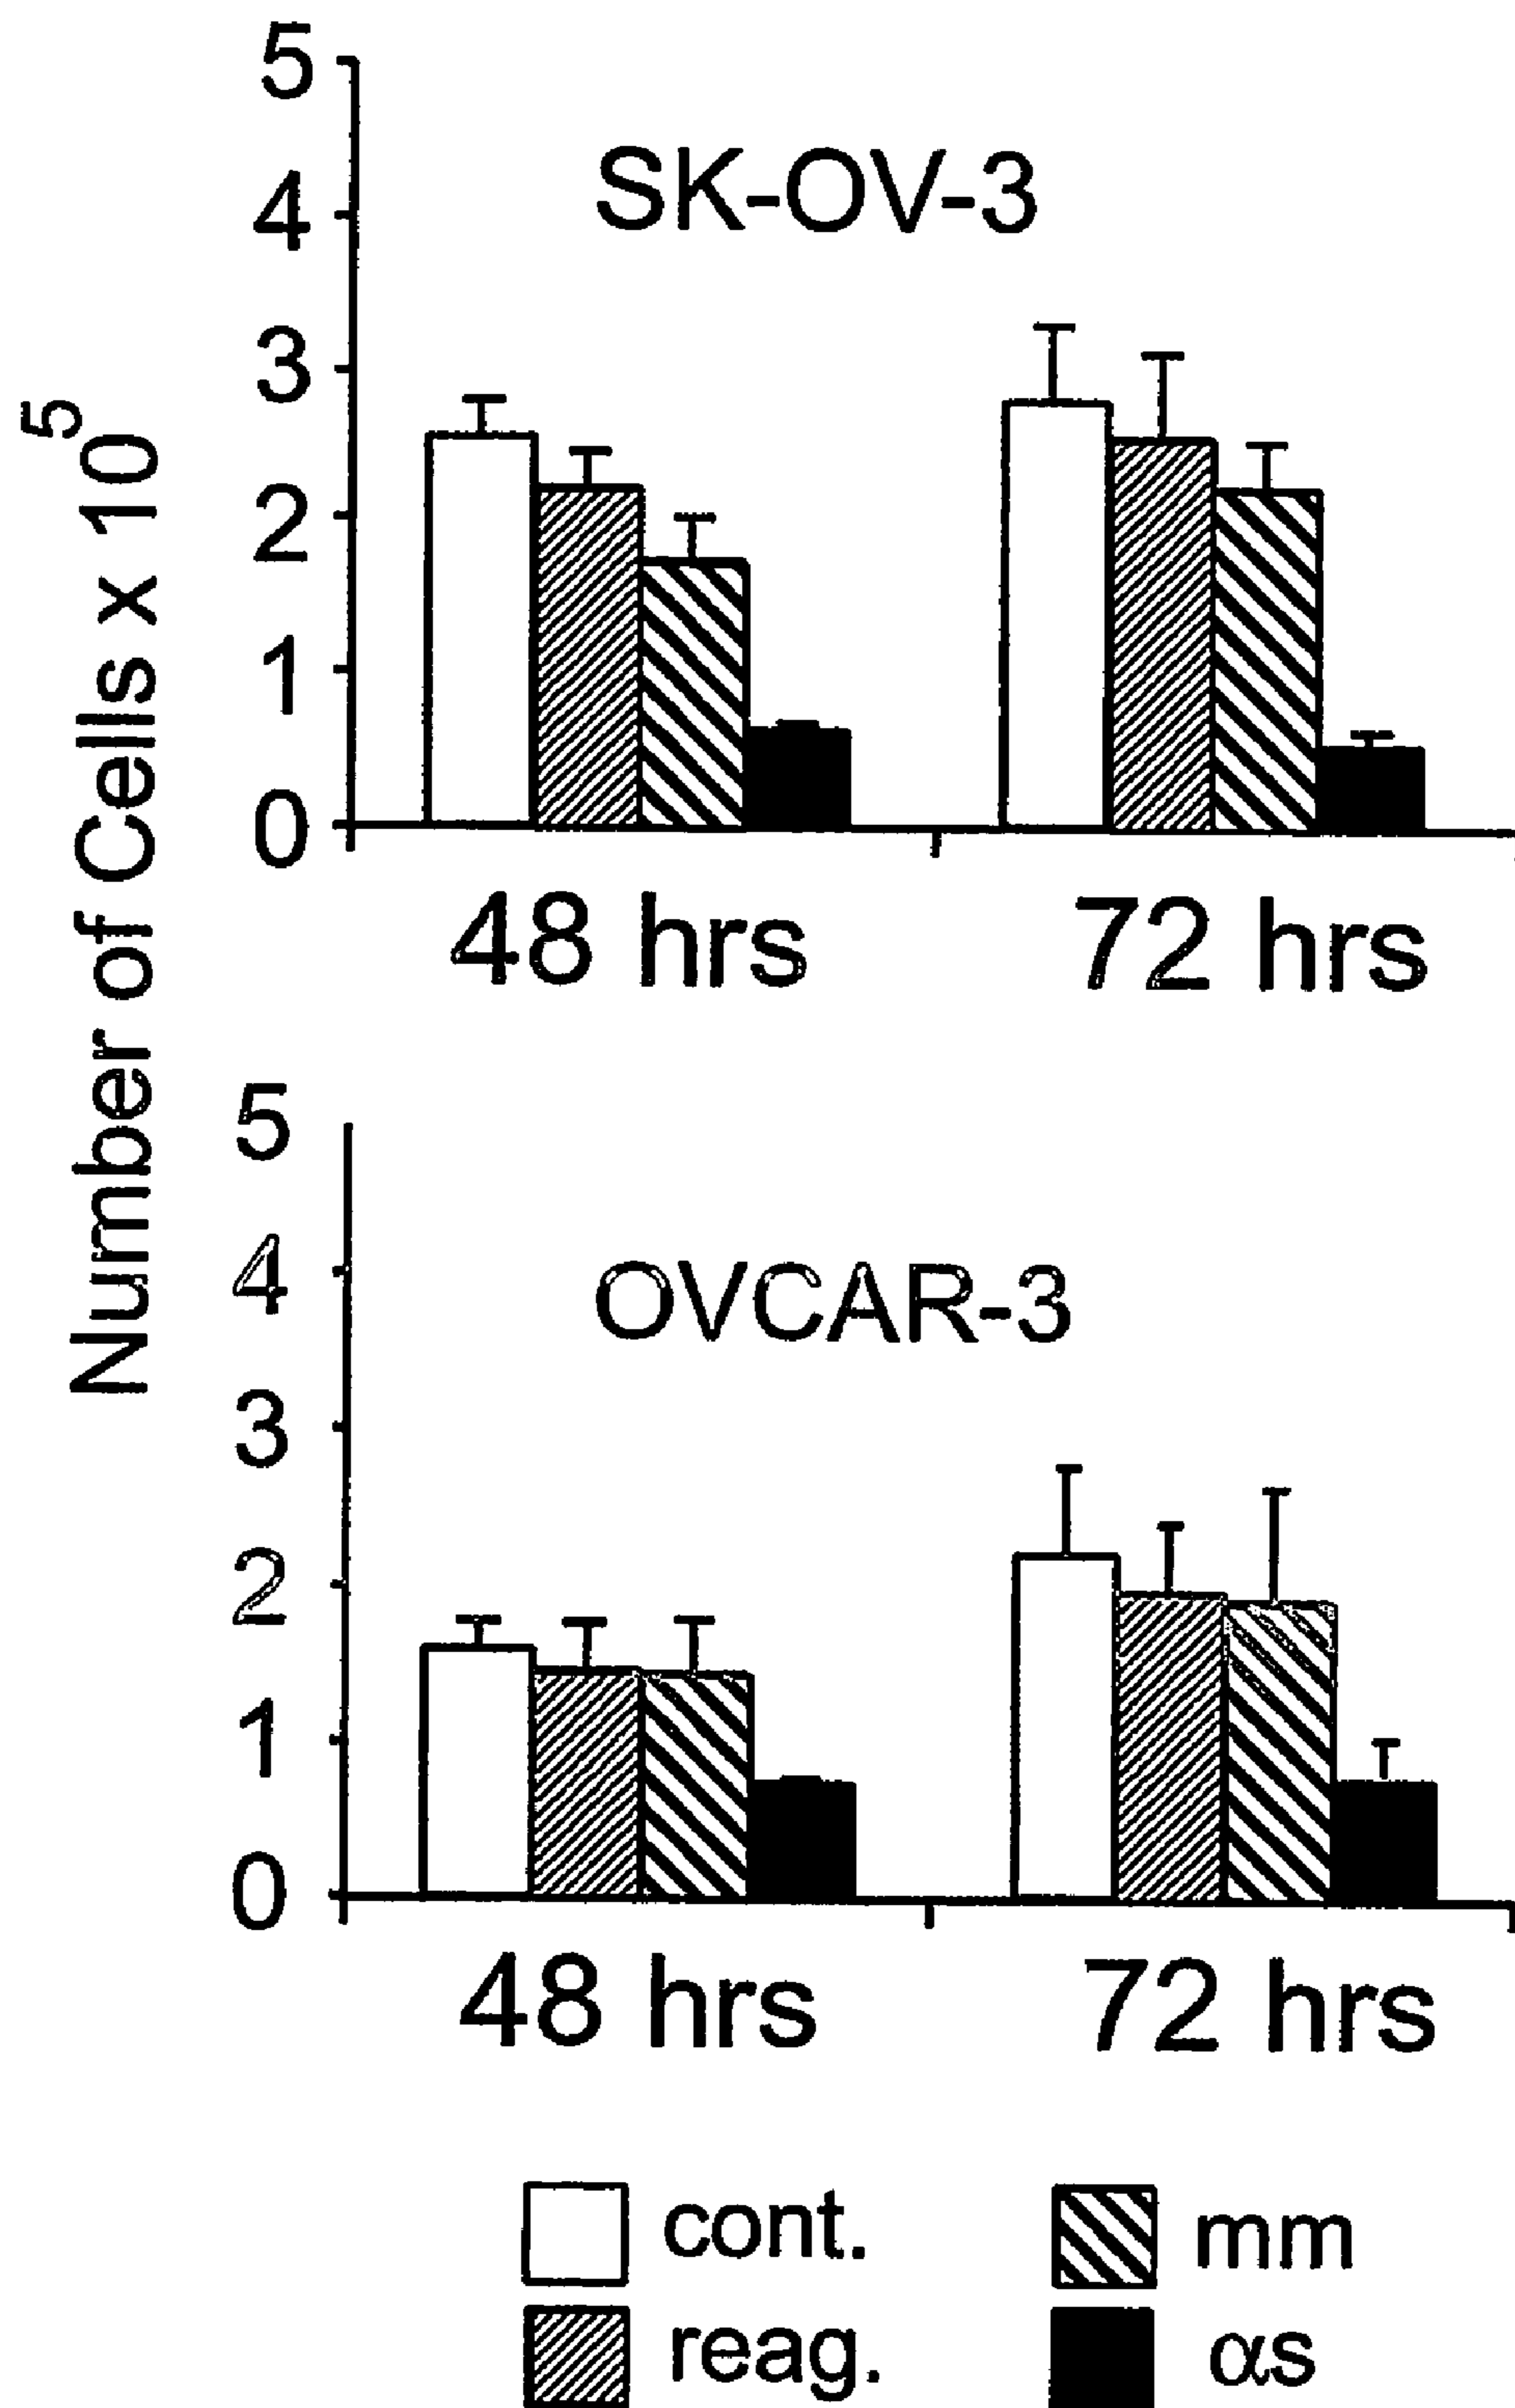 Number of Cells x 10^5
5
4
3
2
1
0
SK-OV-3
48 hrs
72 hrs
5
4
3
2
1
0
OVCAR-3
48 hrs
72 hrs
cont.
mm
reag.
αs